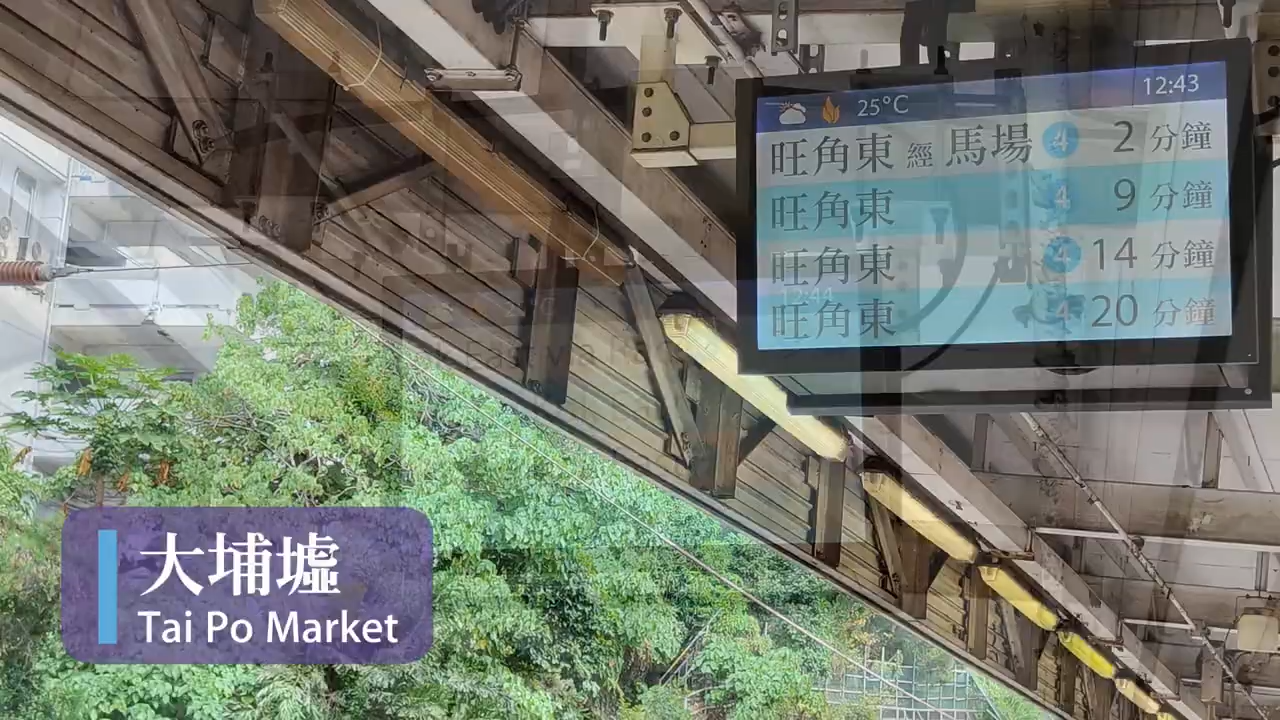 12:43
25°C
旺角東 經 馬場 4 2 分鐘
旺角東 4 9 分鐘
旺角東 4 14 分鐘
旺角東 4 20 分鐘
12:44
大埔墟
Tai Po Market